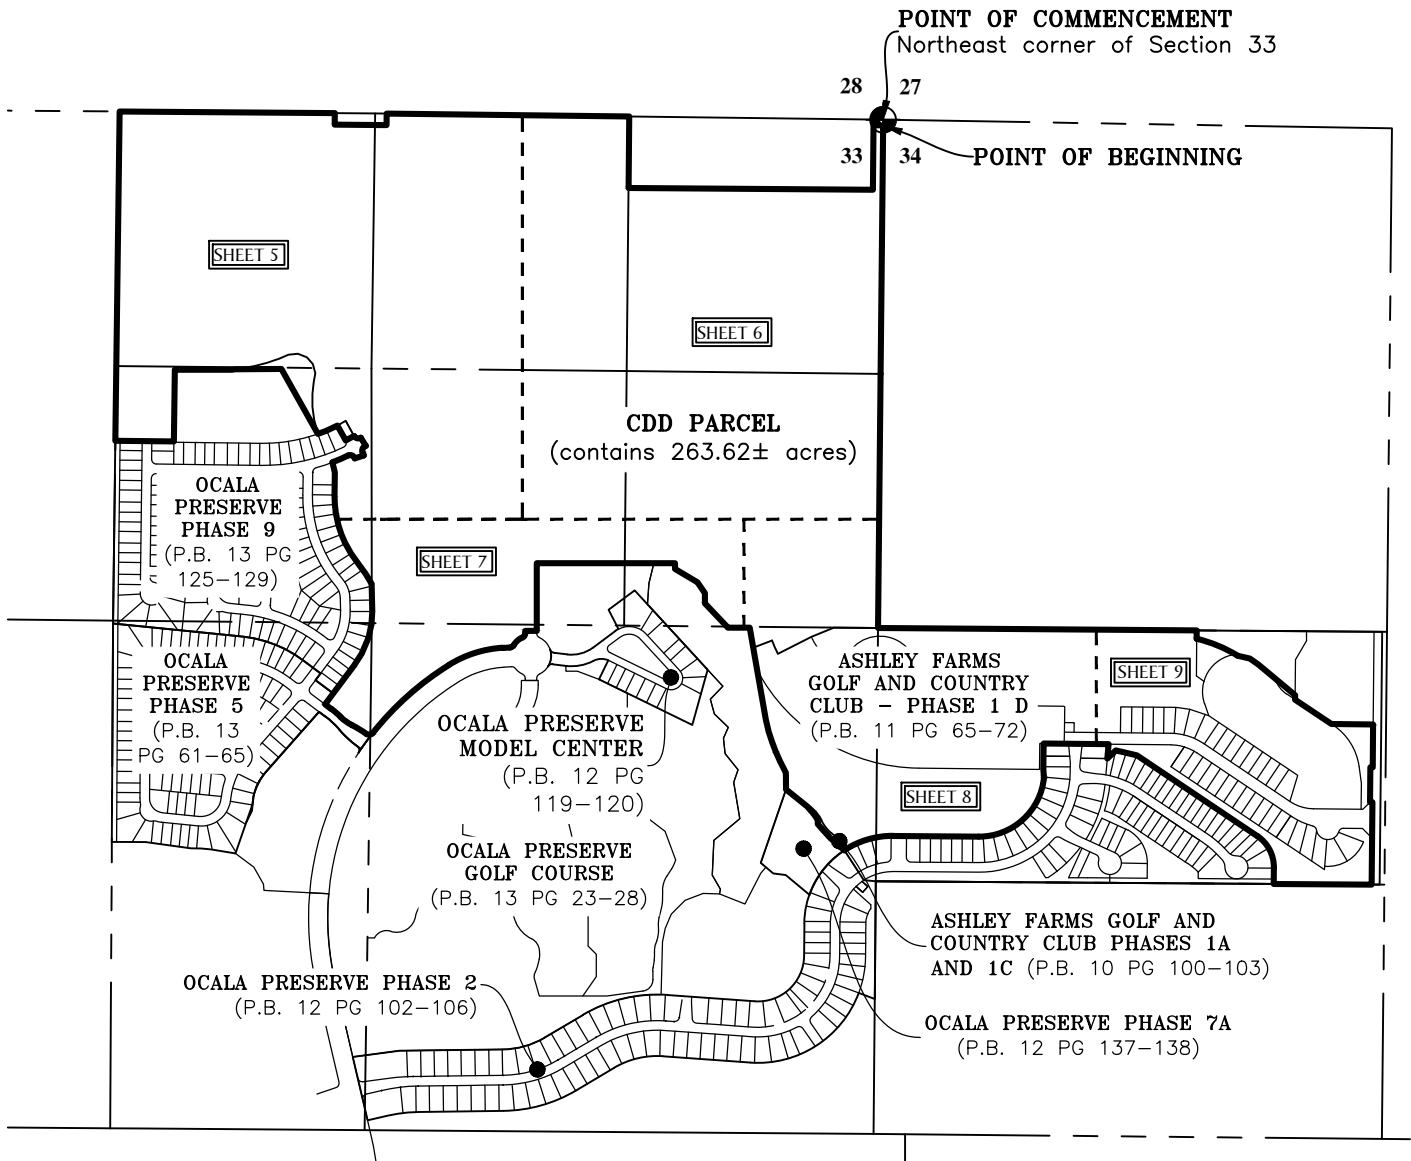 POINT OF COMMENCEMENT
Northeast corner of Section 33
28
27
33
34
POINT OF BEGINNING
SHEET 5
SHEET 6
CDD PARCEL
(contains 263.62± acres)
OCALA
PRESERVE
PHASE 9
(P.B. 13 PG
125–129)
SHEET 7
OCALA
PRESERVE
PHASE 5
(P.B. 13
PG 61–65)
ASHLEY FARMS
GOLF AND COUNTRY
CLUB – PHASE 1 D
(P.B. 11 PG 65–72)
SHEET 9
OCALA PRESERVE
MODEL CENTER
(P.B. 12 PG
119–120)
SHEET 8
OCALA PRESERVE
GOLF COURSE
(P.B. 13 PG 23–28)
ASHLEY FARMS GOLF AND
COUNTRY CLUB PHASES 1A
AND 1C (P.B. 10 PG 100–103)
OCALA PRESERVE PHASE 2
(P.B. 12 PG 102–106)
OCALA PRESERVE PHASE 7A
(P.B. 12 PG 137–138)